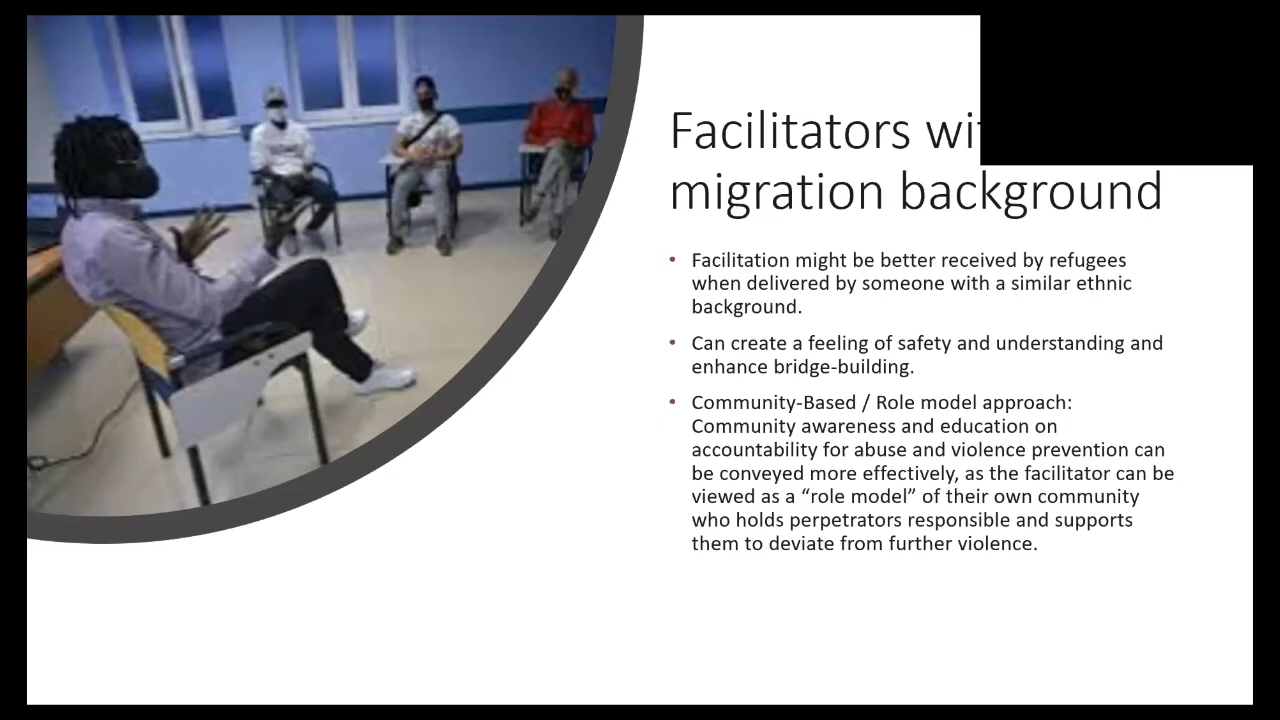 Facilitators wi
migration background
• Facilitation might be better received by refugees
when delivered by someone with a similar ethnic
background.
• Can create a feeling of safety and understanding and
enhance bridge-building.
• Community-Based / Role model approach:
Community awareness and education on
accountability for abuse and violence prevention can
be conveyed more effectively, as the facilitator can be
viewed as a “role model” of their own community
who holds perpetrators responsible and supports
them to deviate from further violence.